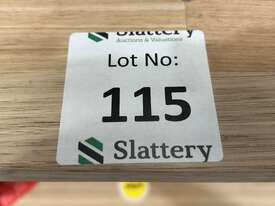 Slattery
Auctions & Valuations
Lot No:
115
Slattery